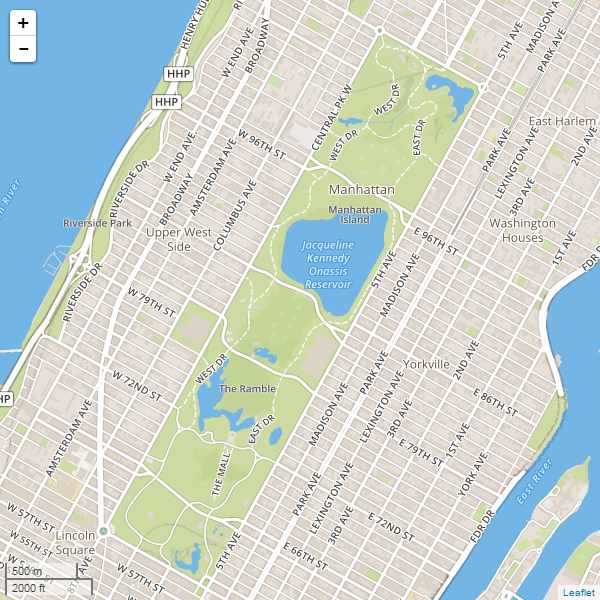 +
−
HENRY HU
W END AVE
BROADWAY
5TH AVE
MADISON AV
PARK AVE
HHP
HHP
CENTRAL PK W
WEST DR
WEST DR
EAST DR
East Harlem
2ND AVE
W 96TH ST
PARK AVE
LEXINGTON AVE
3RD AVE
W END AVE
AMSTERDAM AVE
RIVERSIDE DR
BROADWAY
COLUMBUS AVE
Manhattan
Manhattan
Island
Riverside Park
Upper West
Side
Jacqueline
Kennedy
Onassis
Reservoir
E 96TH ST
Washington
Houses
1ST AVE
FDR
RIVERSIDE DR
5TH AVE
MADISON AVE
W 79TH ST
WEST DR
W 72ND ST
The Ramble
Yorkville
PARK AVE
2ND AVE
E 86TH ST
HP
AMSTERDAM AVE
MADISON AVE
LEXINGTON AVE
3RD AVE
EAST DR
E 79TH ST
1ST AVE
THE MALL
YORK AVE
East River
PARK AVE
LEXINGTON AVE
3RD AVE
E 72ND ST
FDR DR
W 57TH ST
Lincoln
Square
W 55TH ST
5TH AVE
E 66TH ST
W 57TH ST
500 m
2000 ft
Leaflet